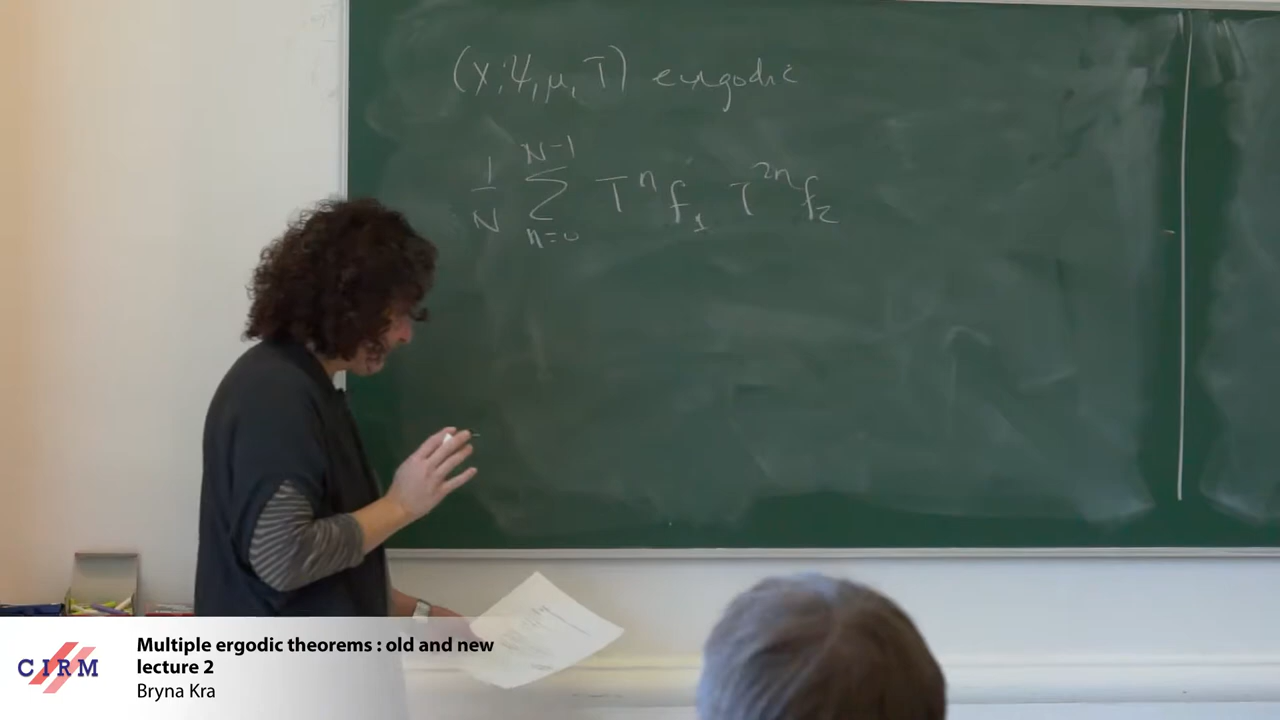 (X, 𝒳, μ, T) ergodic
1/N ∑_{n=0}^{N-1} T^n f_1 T^{2n} f_2
CIRM
Multiple ergodic theorems : old and new
lecture 2
Bryna Kra